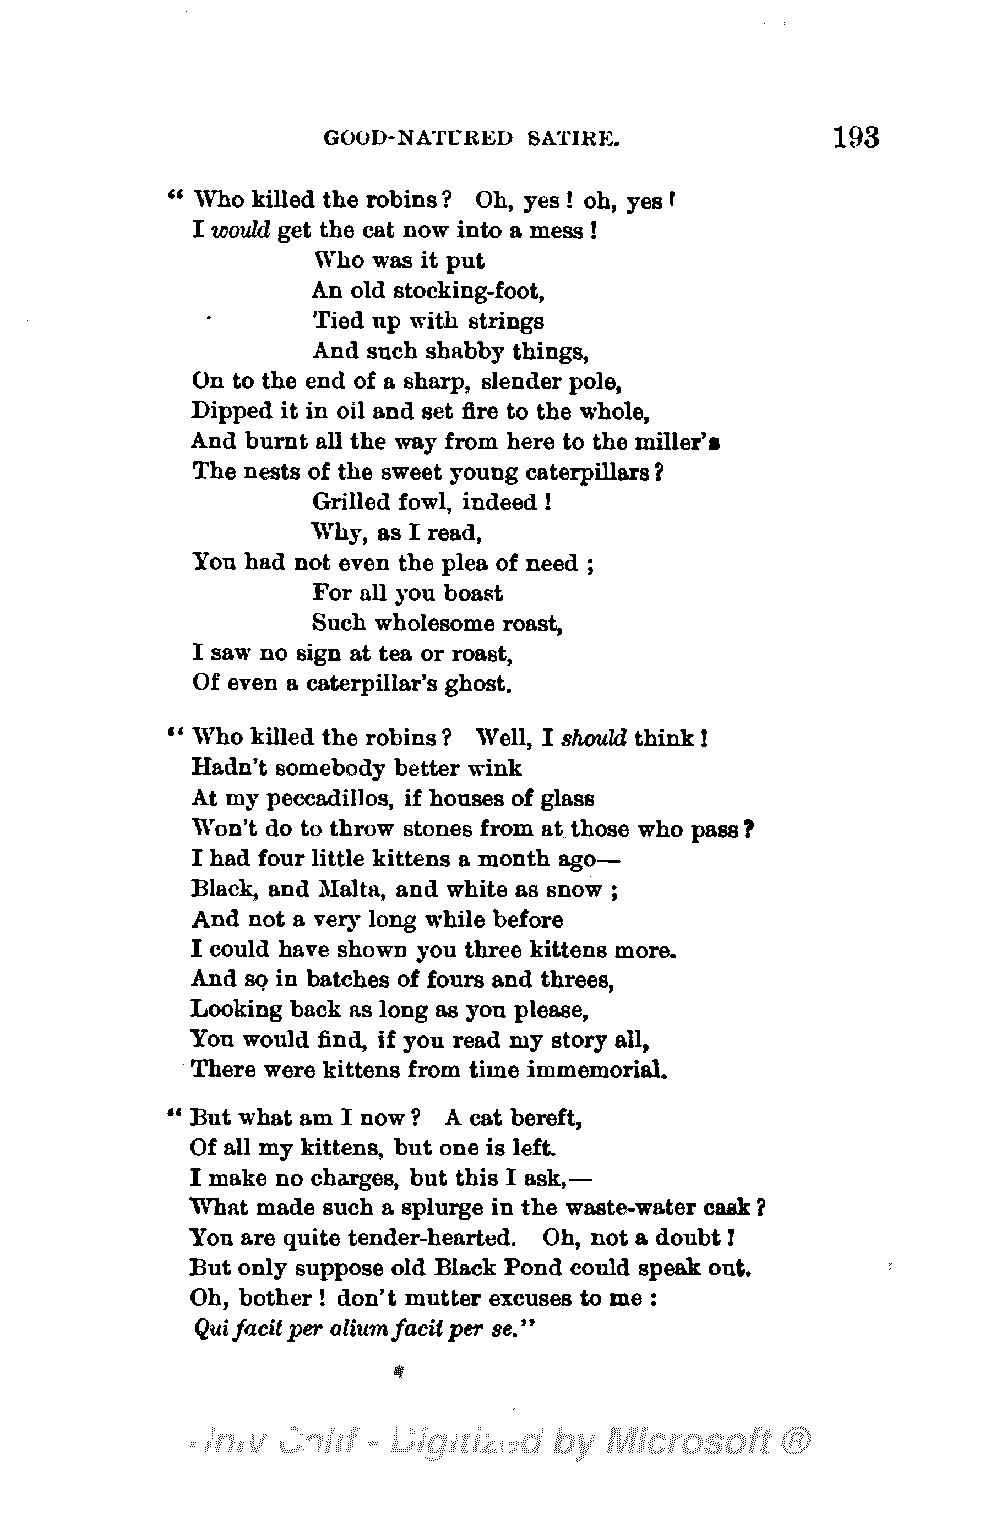 GOOD-NATURED SATIRE. 193
“ Who killed the robins? Oh, yes! oh, yes!
I would get the cat now into a mess!
Who was it put
An old stocking-foot,
Tied up with strings
And such shabby things,
On to the end of a sharp, slender pole,
Dipped it in oil and set fire to the whole,
And burnt all the way from here to the miller’s
The nests of the sweet young caterpillars?
Grilled fowl, indeed!
Why, as I read,
You had not even the plea of need;
For all you boast
Such wholesome roast,
I saw no sign at tea or roast,
Of even a caterpillar’s ghost.
“ Who killed the robins? Well, I should think!
Hadn’t somebody better wink
At my peccadillos, if houses of glass
Won’t do to throw stones from at those who pass?
I had four little kittens a month ago—
Black, and Malta, and white as snow;
And not a very long while before
I could have shown you three kittens more.
And so in batches of fours and threes,
Looking back as long as you please,
You would find, if you read my story all,
There were kittens from time immemorial.
“ But what am I now? A cat bereft,
Of all my kittens, but one is left.
I make no charges, but this I ask,—
What made such a splurge in the waste-water cask?
You are quite tender-hearted. Oh, not a doubt!
But only suppose old Black Pond could speak out.
Oh, bother! don’t mutter excuses to me:
Qui facit per alium facit per se.”
Digitized by Microsoft ®